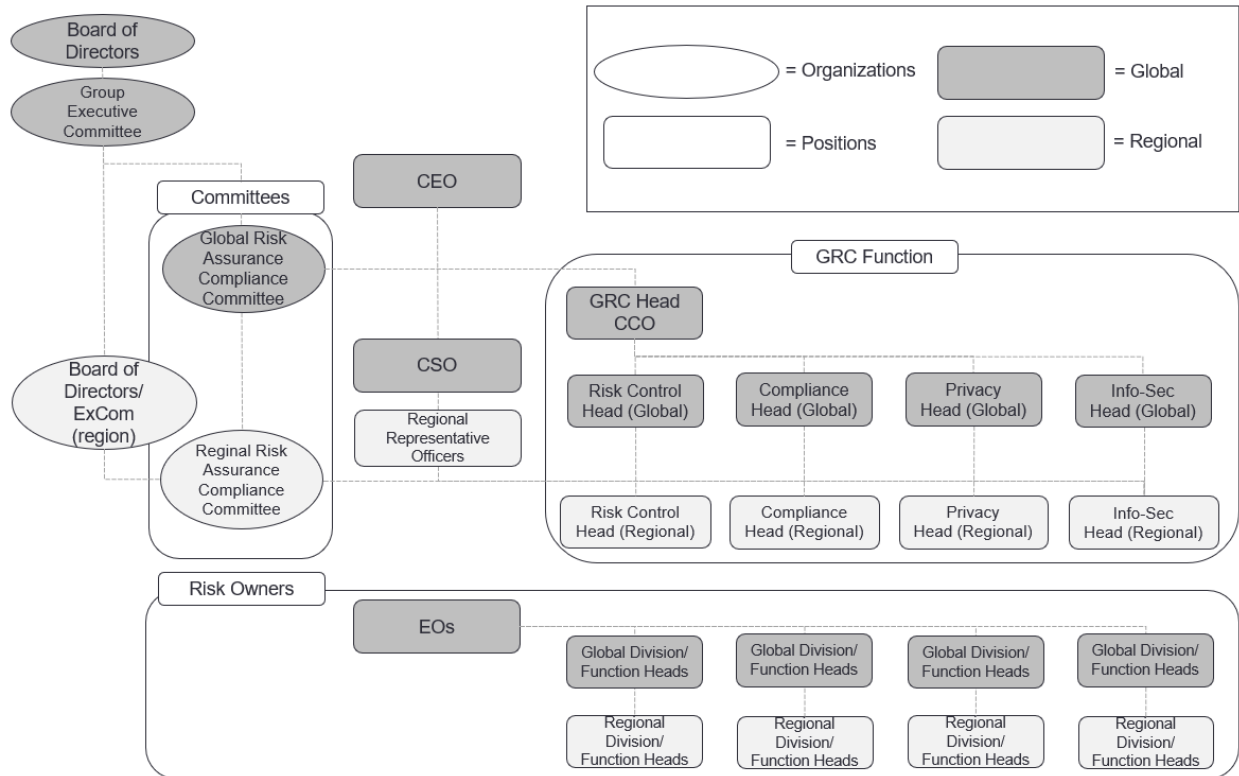 Board of
Directors
Group
Executive
Committee
= Organizations
= Global
= Positions
= Regional
Committees
CEO
Global Risk
Assurance
Compliance
Committee
GRC Function
GRC Head
CCO
Board of
Directors/
ExCom
(region)
CSO
Regional
Representative
Officers
Risk Control
Head (Global)
Compliance
Head (Global)
Privacy
Head (Global)
Info-Sec
Head (Global)
Reginal Risk
Assurance
Compliance
Committee
Risk Control
Head (Regional)
Compliance
Head (Regional)
Privacy
Head (Regional)
Info-Sec
Head (Regional)
Risk Owners
EOs
Global Division/
Function Heads
Global Division/
Function Heads
Global Division/
Function Heads
Global Division/
Function Heads
Regional
Division/
Function Heads
Regional
Division/
Function Heads
Regional
Division/
Function Heads
Regional
Division/
Function Heads